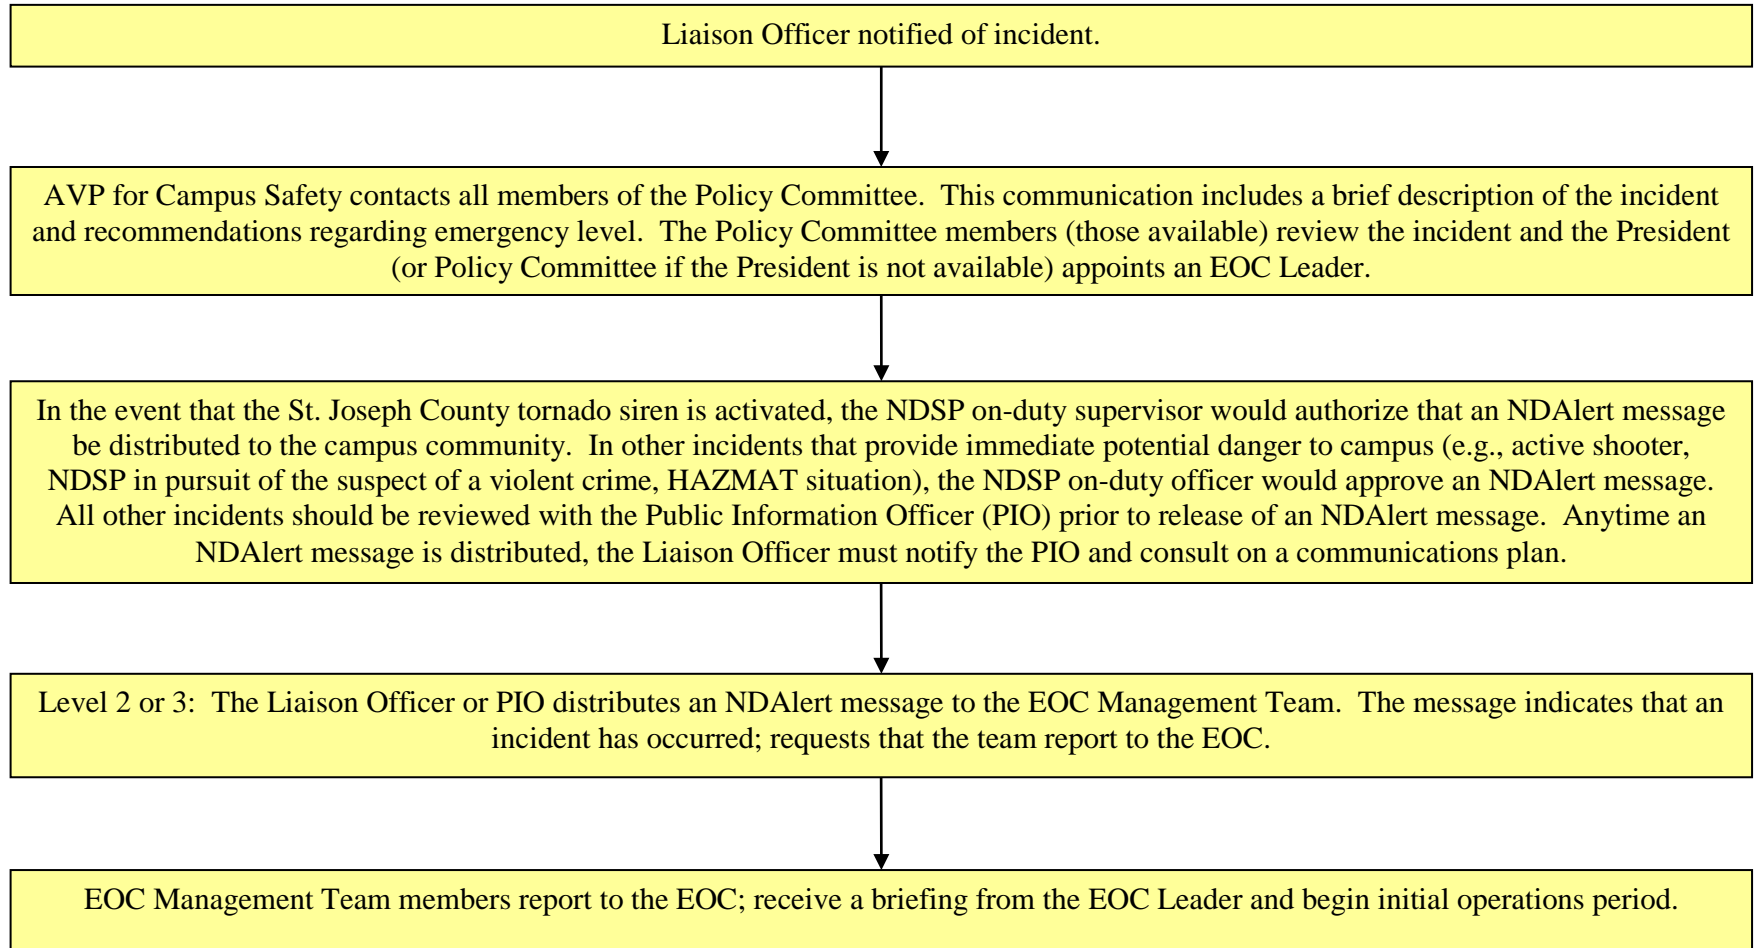 Liaison Officer notified of incident.
AVP for Campus Safety contacts all members of the Policy Committee.  This communication includes a brief description of the incident
and recommendations regarding emergency level.  The Policy Committee members (those available) review the incident and the President
(or Policy Committee if the President is not available) appoints an EOC Leader.
In the event that the St. Joseph County tornado siren is activated, the NDSP on-duty supervisor would authorize that an NDAlert message
be distributed to the campus community.  In other incidents that provide immediate potential danger to campus (e.g., active shooter,
NDSP in pursuit of the suspect of a violent crime, HAZMAT situation), the NDSP on-duty officer would approve an NDAlert message.
All other incidents should be reviewed with the Public Information Officer (PIO) prior to release of an NDAlert message.  Anytime an
NDAlert message is distributed, the Liaison Officer must notify the PIO and consult on a communications plan.
Level 2 or 3:  The Liaison Officer or PIO distributes an NDAlert message to the EOC Management Team.  The message indicates that an
incident has occurred; requests that the team report to the EOC.
EOC Management Team members report to the EOC; receive a briefing from the EOC Leader and begin initial operations period.